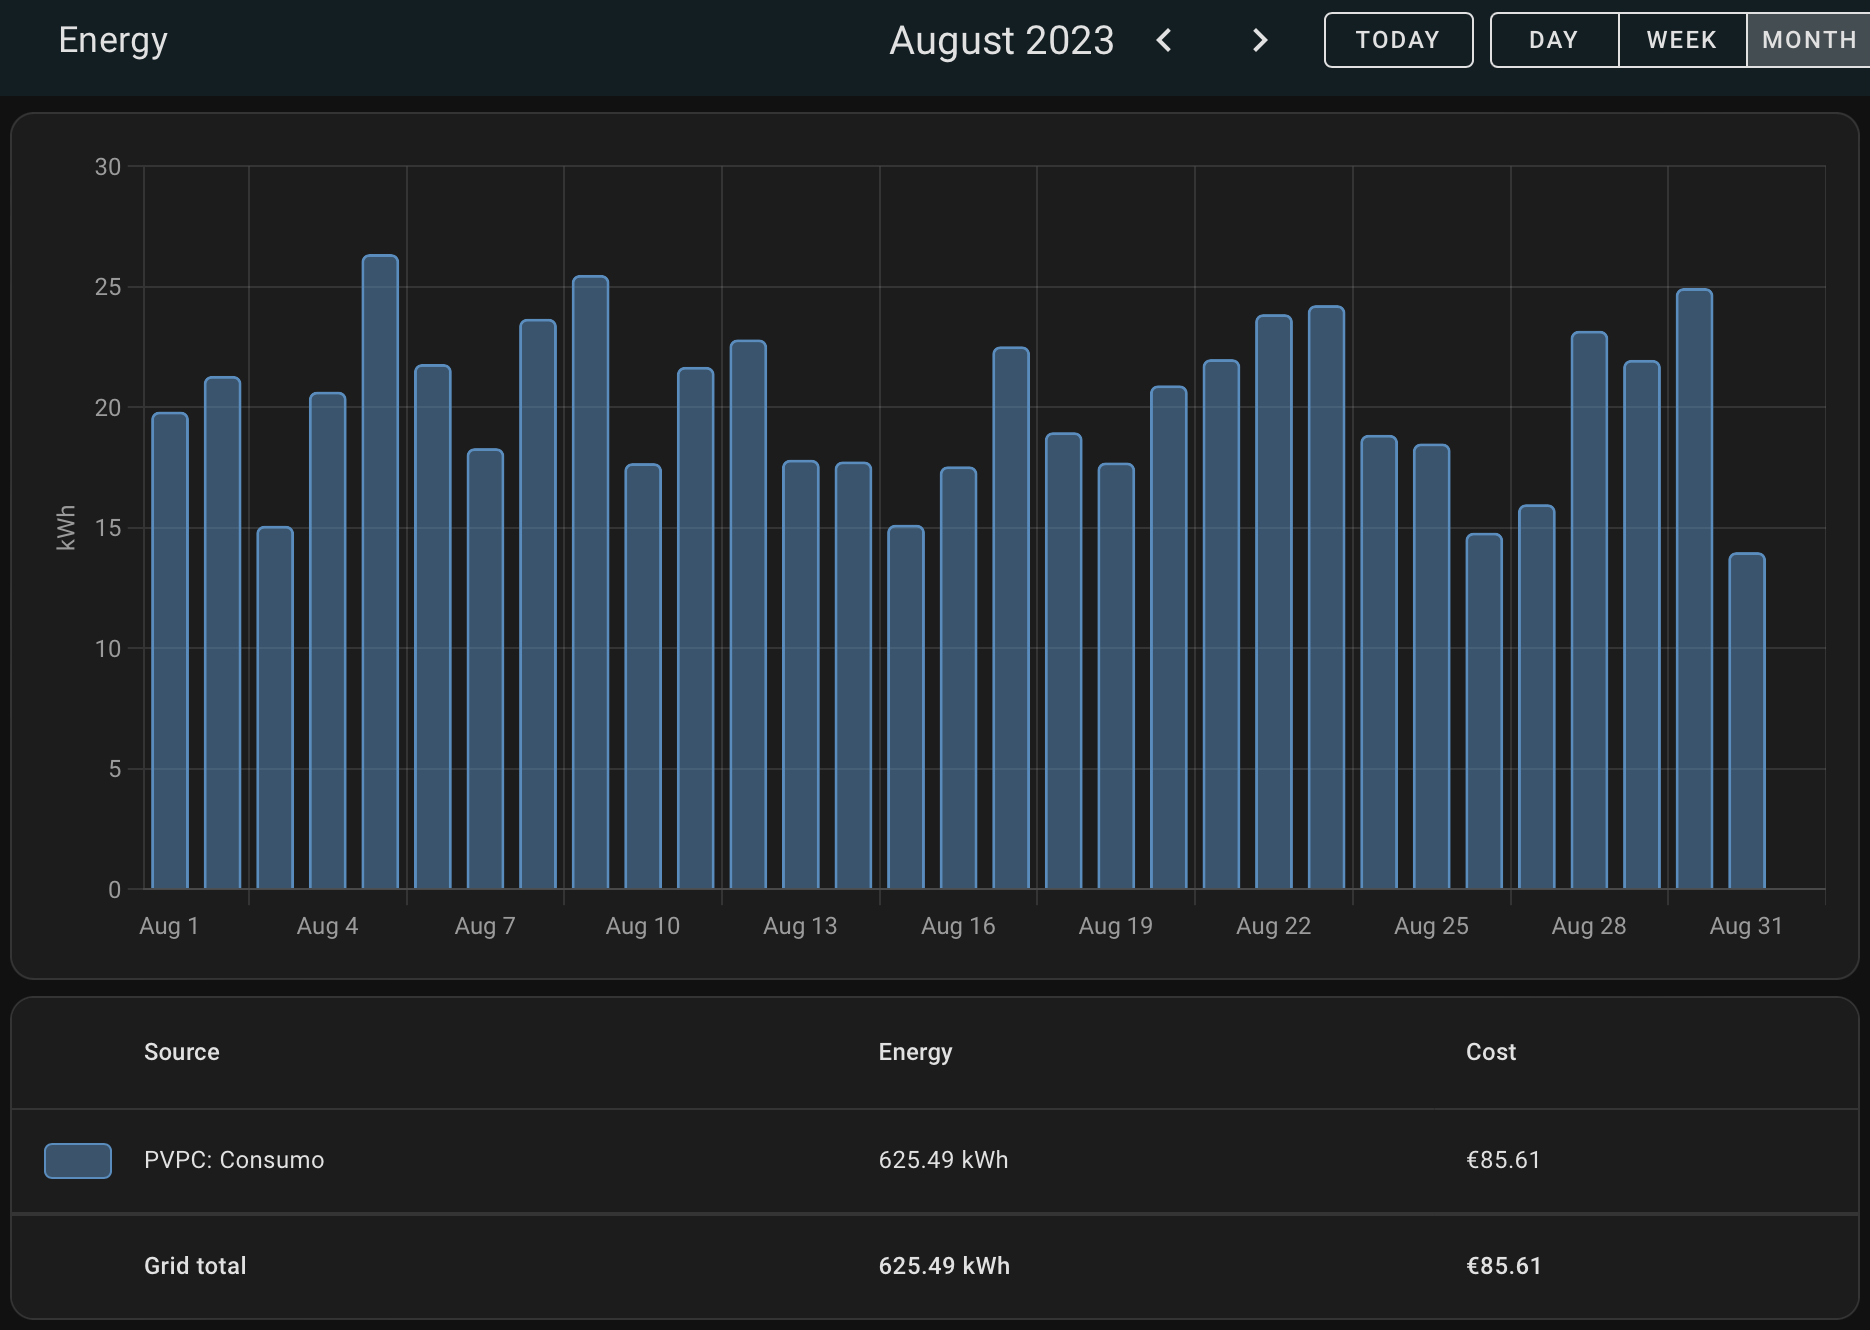 Energy
August 2023
TODAY
DAY
WEEK
MONTH
30
25
20
15
10
5
0
kWh
Aug 1
Aug 4
Aug 7
Aug 10
Aug 13
Aug 16
Aug 19
Aug 22
Aug 25
Aug 28
Aug 31
Source Energy Cost
PVPC: Consumo 625.49 kWh €85.61
Grid total 625.49 kWh €85.61